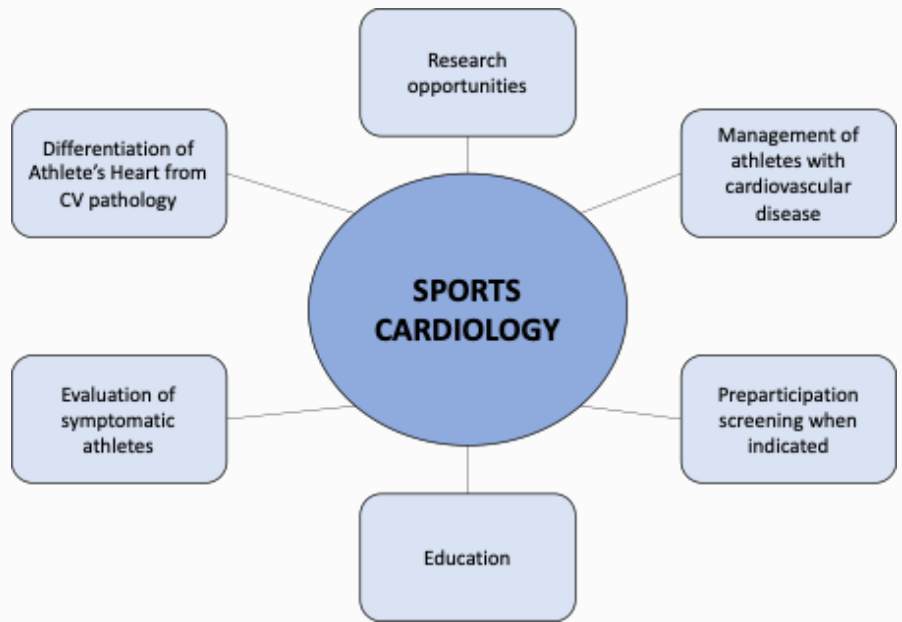 Research
opportunities
Differentiation of
Athlete's Heart from
CV pathology
Management of
athletes with
cardiovascular
disease
SPORTS
CARDIOLOGY
Evaluation of
symptomatic
athletes
Preparticipation
screening when
indicated
Education